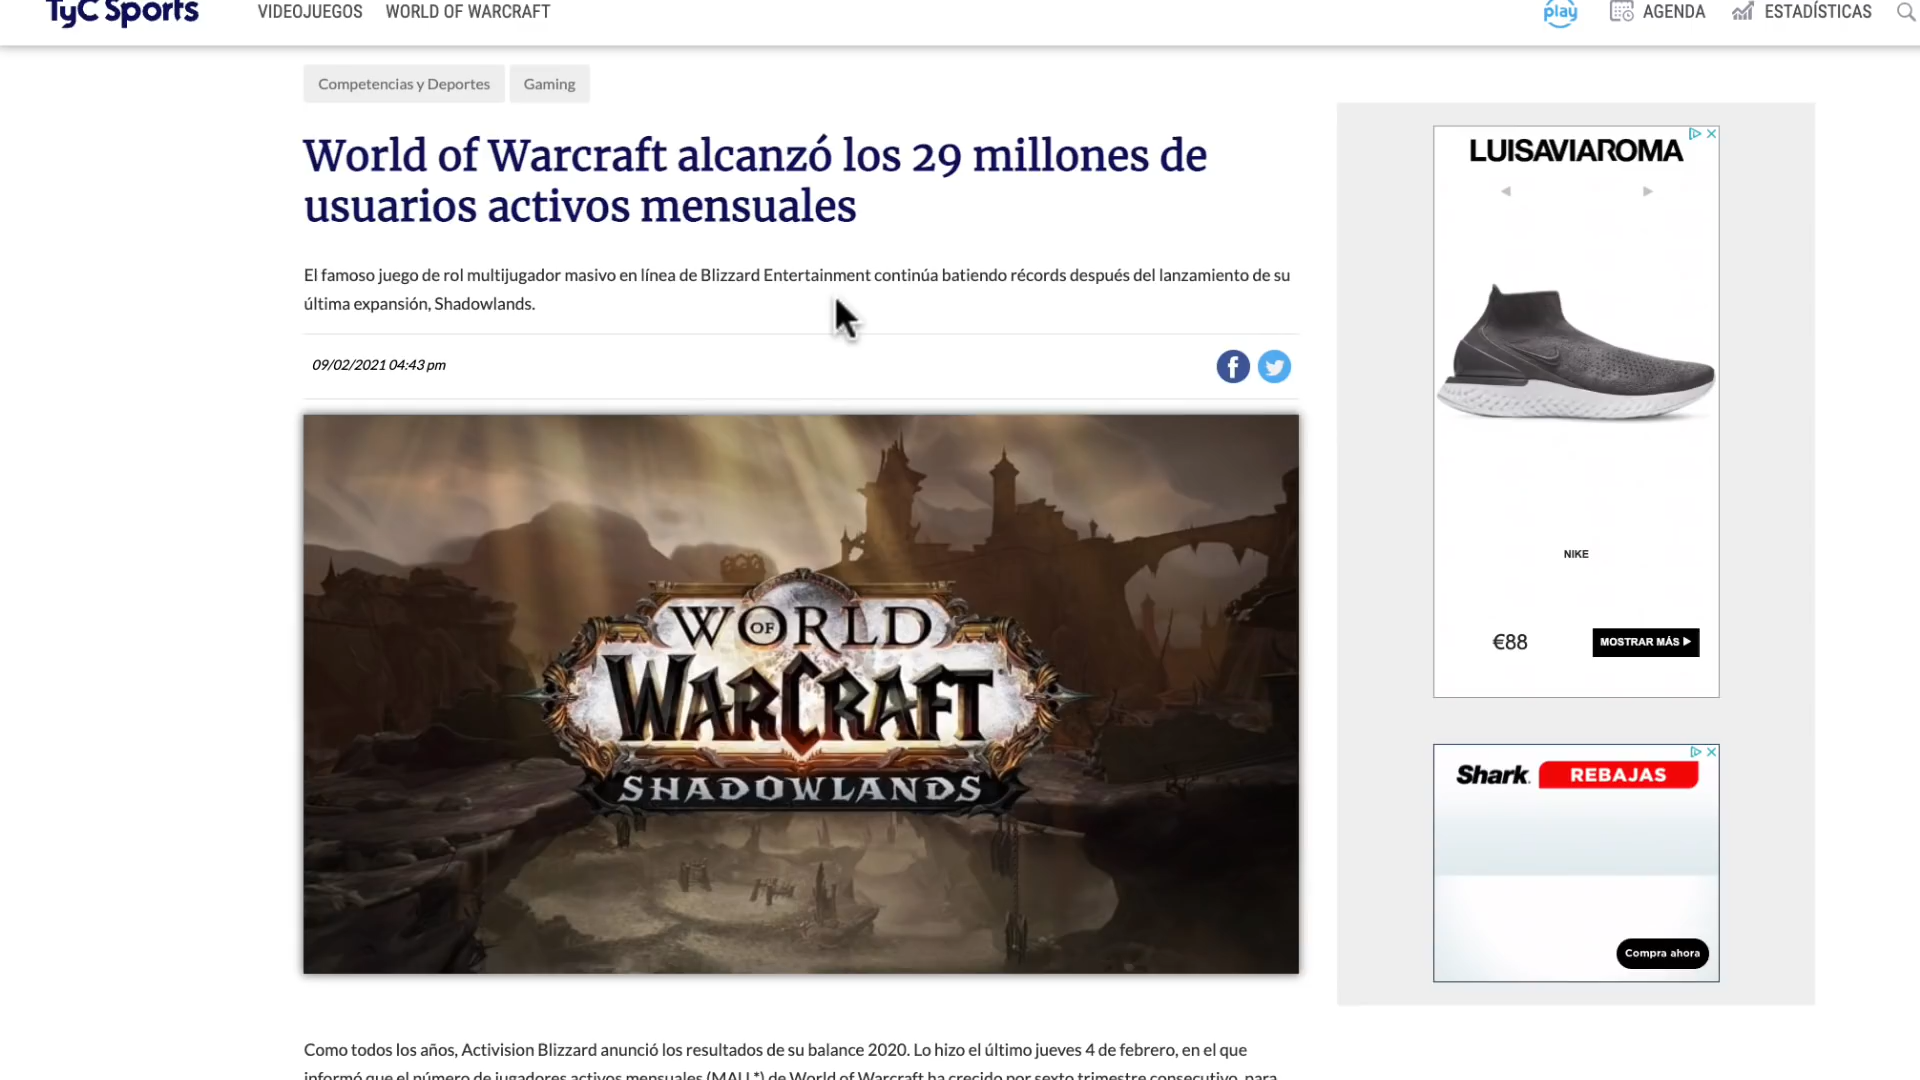 TyC Sports
VIDEOJUEGOS
WORLD OF WARCRAFT
play
AGENDA
ESTADÍSTICAS
Competencias y Deportes
Gaming
World of Warcraft alcanzó los 29 millones de
usuarios activos mensuales
El famoso juego de rol multijugador masivo en línea de Blizzard Entertainment continúa batiendo récords después del lanzamiento de su
última expansión, Shadowlands.
09/02/2021 04:43 pm
WORLD
OF
WARCRAFT
SHADOWLANDS
Como todos los años, Activision Blizzard anunció los resultados de su balance 2020. Lo hizo el último jueves 4 de febrero, en el que
informó que el número de jugadores activos mensuales (MAU *) de World of Warcraft ha crecido por sexto trimestre consecutivo, para
LUISAVIAROMA
NIKE
€88
MOSTRAR MÁS
Shark
REBAJAS
Compra ahora